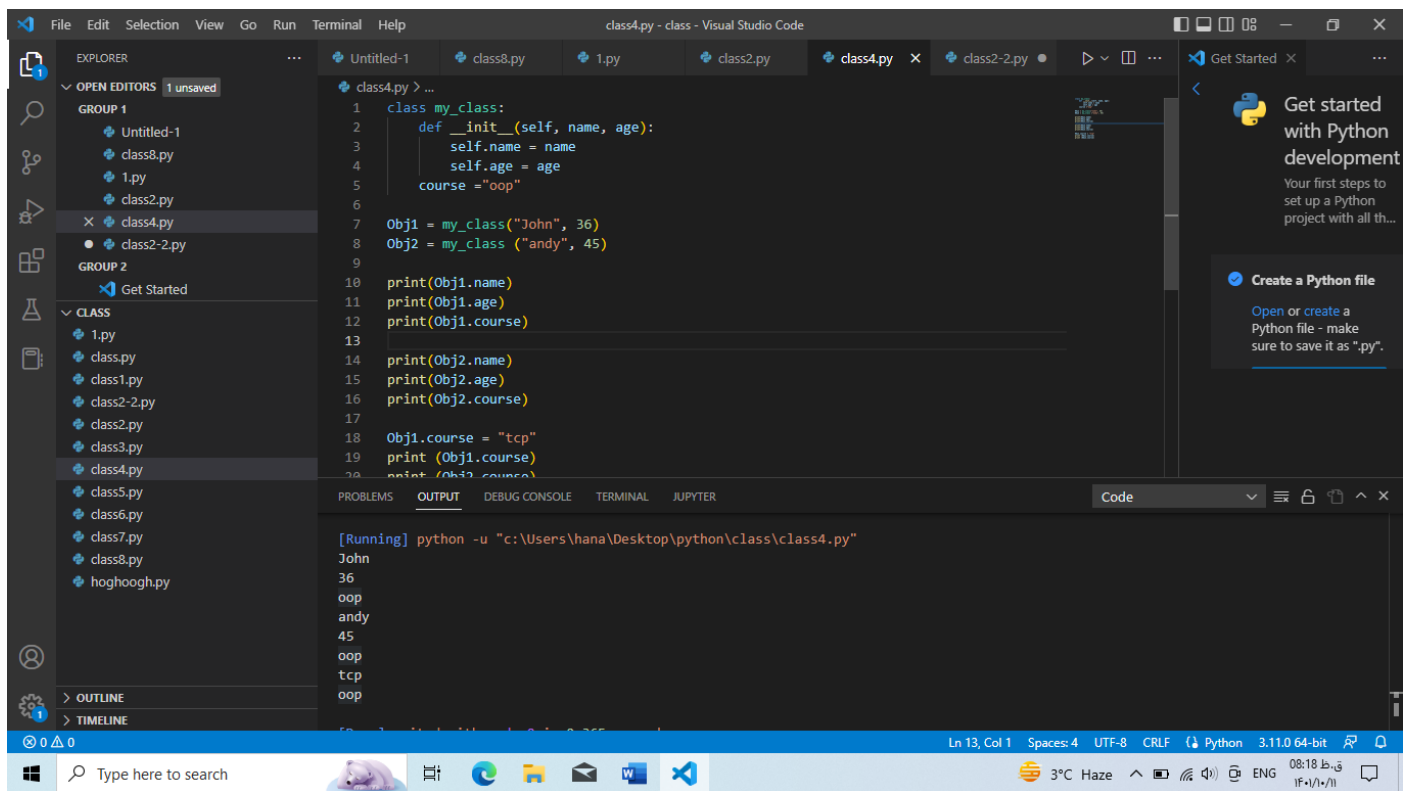 File Edit Selection View Go Run Terminal Help class4.py - class - Visual Studio Code
EXPLORER
OPEN EDITORS 1 unsaved
GROUP 1
Untitled-1
class8.py
1.py
class2.py
class4.py
class2-2.py
GROUP 2
Get Started
CLASS
1.py
class.py
class1.py
class2-2.py
class2.py
class3.py
class4.py
class5.py
class6.py
class7.py
class8.py
hoghoogh.py
OUTLINE
TIMELINE
Untitled-1 class8.py 1.py class2.py class4.py class2-2.py
class4.py > ...
1 class my_class:
2 def __init__(self, name, age):
3 self.name = name
4 self.age = age
5 course ="oop"
6
7 Obj1 = my_class("John", 36)
8 Obj2 = my_class ("andy", 45)
9
10 print(Obj1.name)
11 print(Obj1.age)
12 print(Obj1.course)
13
14 print(Obj2.name)
15 print(Obj2.age)
16 print(Obj2.course)
17
18 Obj1.course = "tcp"
19 print (Obj1.course)
20 print (Obj2.course)
Get Started
Get started
with Python
development
Your first steps to
set up a Python
project with all th...
Create a Python file
Open or create a
Python file - make
sure to save it as ".py".
PROBLEMS OUTPUT DEBUG CONSOLE TERMINAL JUPYTER Code
[Running] python -u "c:\Users\hana\Desktop\python\class\class4.py"
John
36
oop
andy
45
oop
tcp
oop
0 0 Ln 13, Col 1 Spaces: 4 UTF-8 CRLF Python 3.11.0 64-bit
Type here to search 3°C Haze ENG
08:18 ق.ظ
۱۴۰۱/۱۰/۱۱